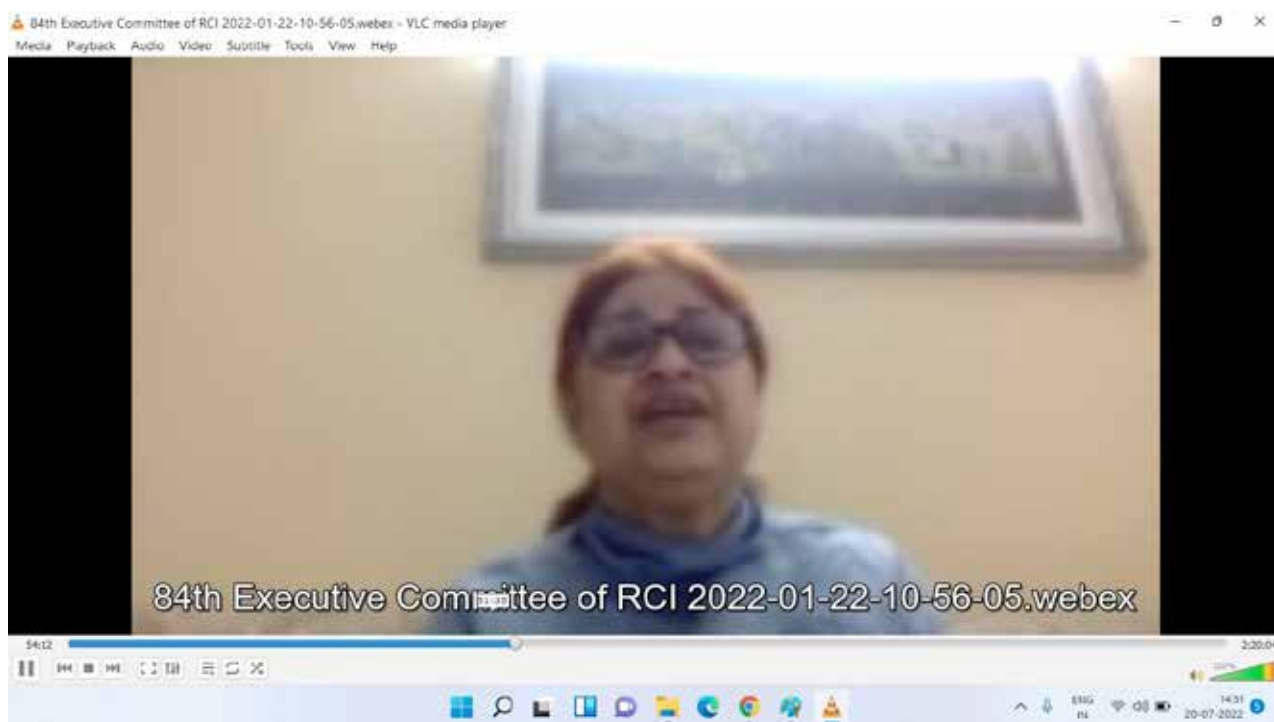 84th Executive Committee of RCI 2022-01-22-10-56-05.webex - VLC media player
Media Playback Audio Video Subtitle Tools View Help
84th Executive Committee of RCI 2022-01-22-10-56-05.webex
54:12
2:20:04
ENG
IN
14:51
20-07-2022